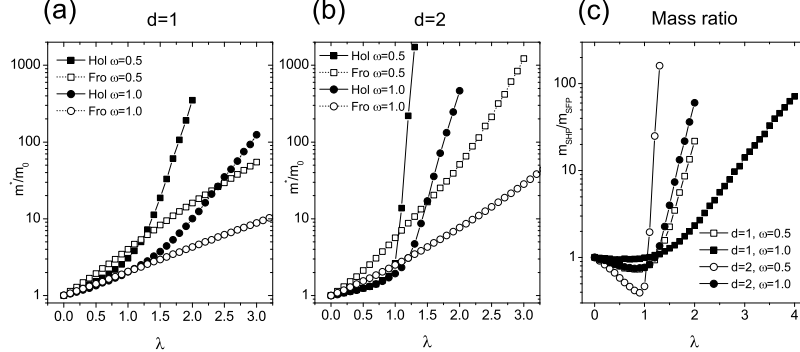 (a)
d=1
m*/m0
1000
100
10
1
Hol ω=0.5
Fro ω=0.5
Hol ω=1.0
Fro ω=1.0
0.0 0.5 1.0 1.5 2.0 2.5 3.0
λ
(b)
d=2
m*/m0
1000
100
10
1
Hol ω=0.5
Fro ω=0.5
Hol ω=1.0
Fro ω=1.0
0.0 0.5 1.0 1.5 2.0 2.5 3.0
λ
(c)
Mass ratio
mSHP/mSFP
100
10
1
d=1, ω=0.5
d=1, ω=1.0
d=2, ω=0.5
d=2, ω=1.0
0 1 2 3 4
λ